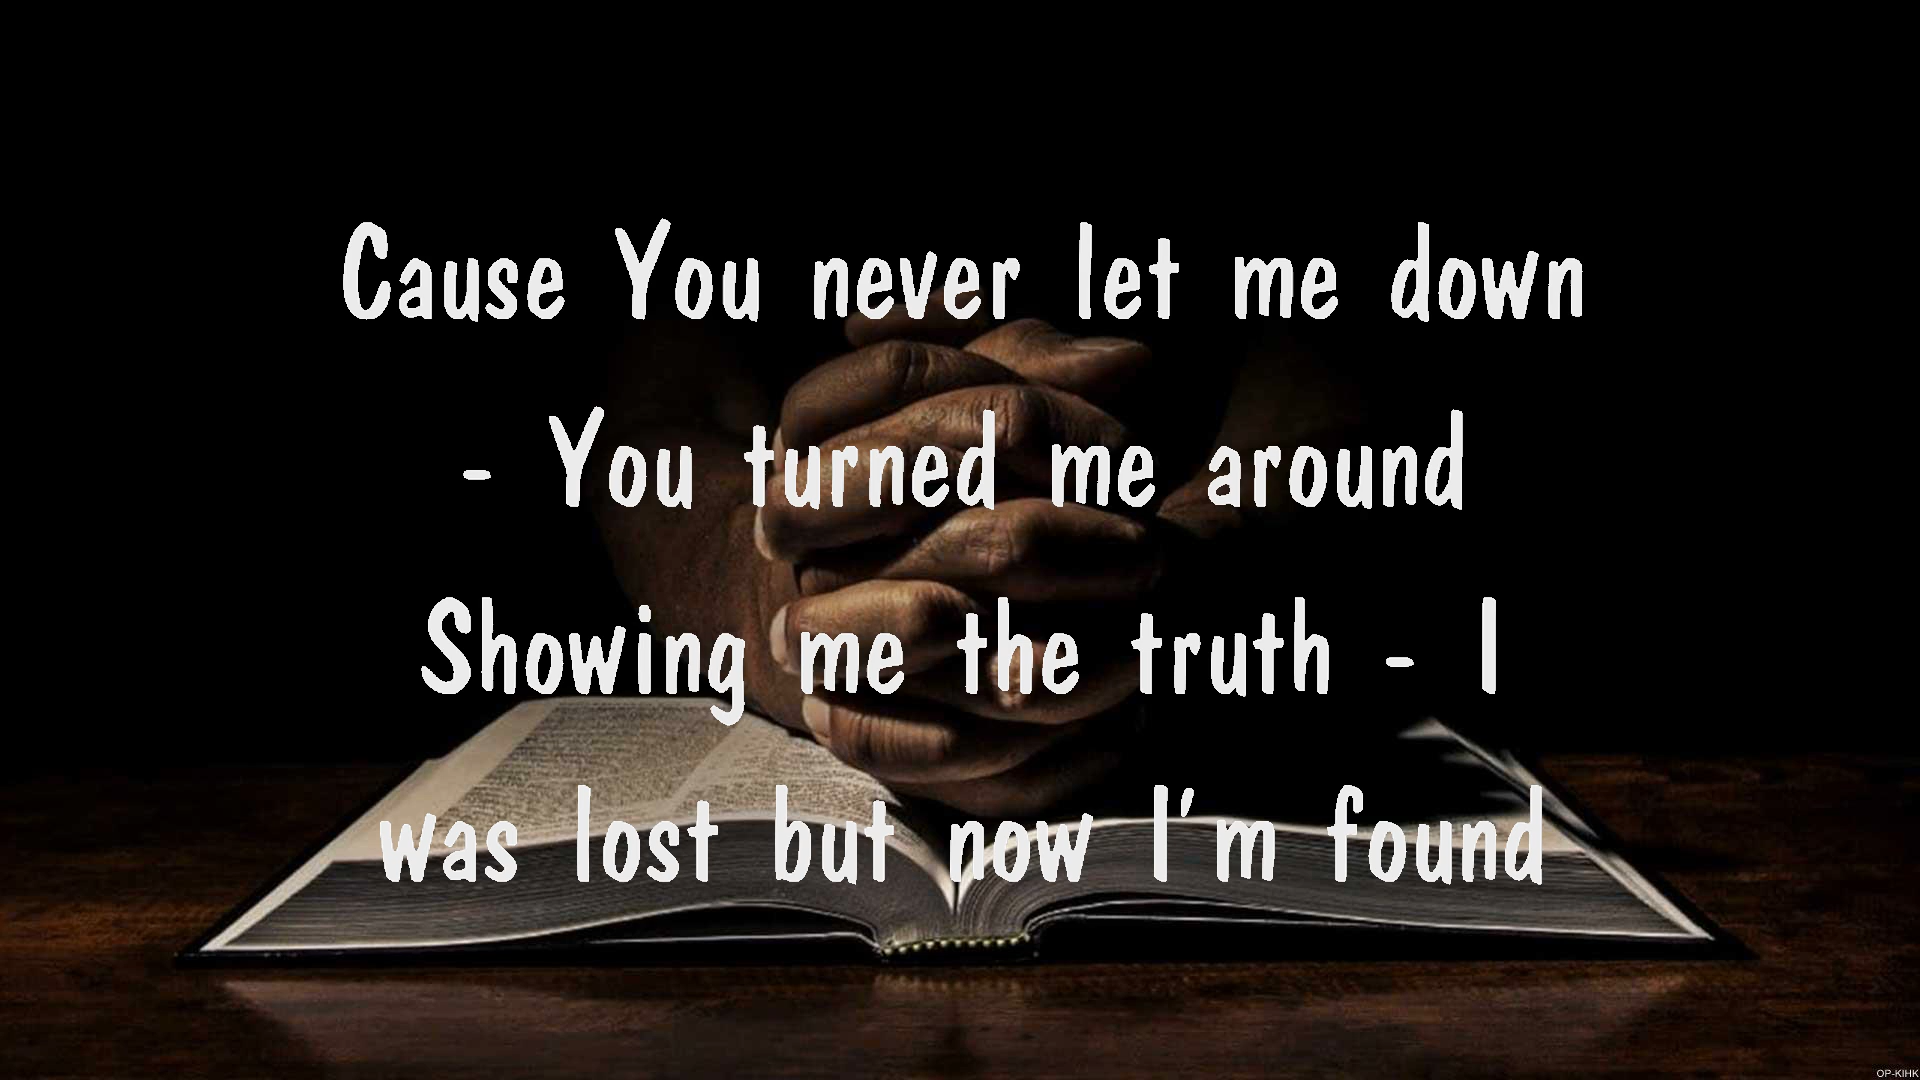 Cause You never let me down
- You turned me around
Showing me the truth - I
was lost but now I'm found
OP-KIHK